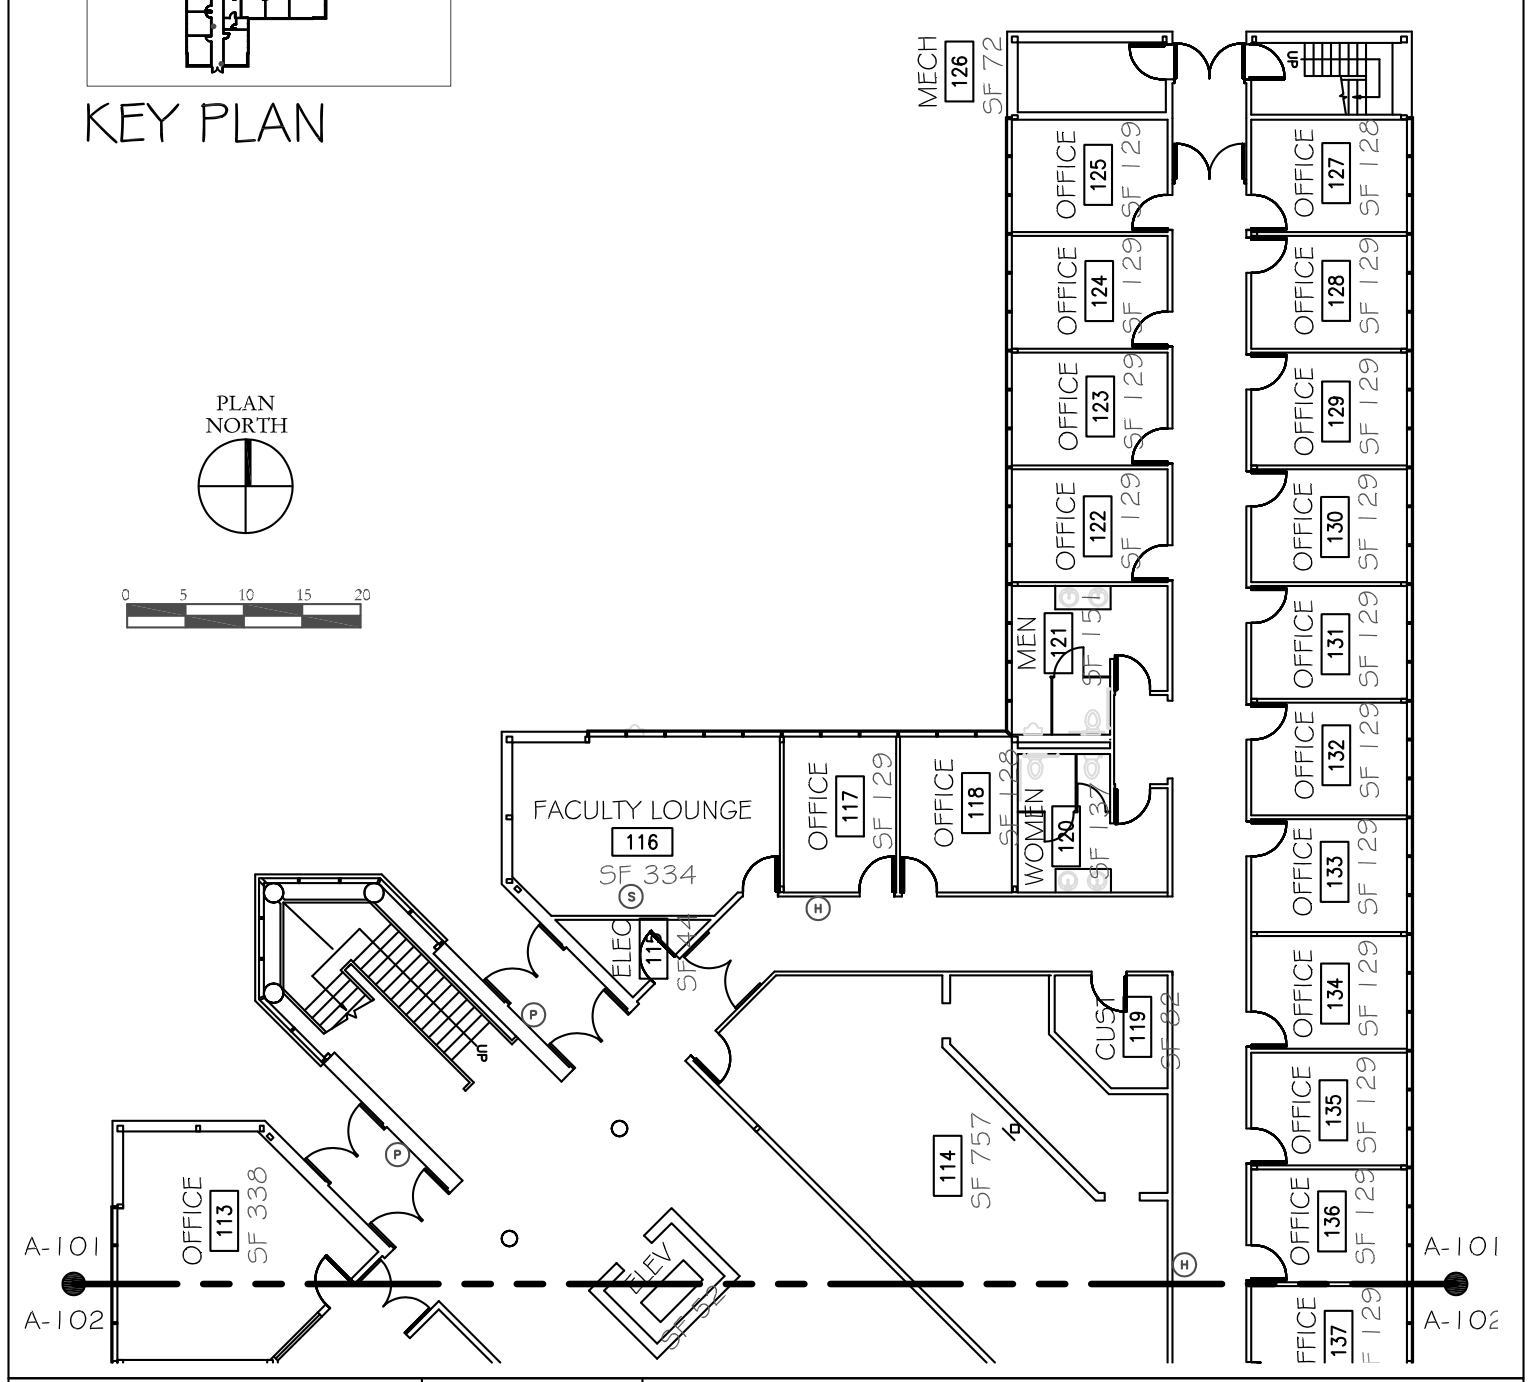 KEY PLAN
PLAN
NORTH
0 5 10 15 20
MECH
126
SF 72
UP
OFFICE
125
SF 129
OFFICE
127
SF 128
OFFICE
124
SF 129
OFFICE
128
SF 129
OFFICE
123
SF 129
OFFICE
129
SF 129
OFFICE
122
SF 129
OFFICE
130
SF 129
MEN
121
SF 151
OFFICE
131
SF 129
OFFICE
132
SF 129
FACULTY LOUNGE
116
SF 334
S
OFFICE
117
SF 129
OFFICE
118
SF 128
WOMEN
120
SF 137
OFFICE
133
SF 129
H
ELEC
SF 44
P
UP
CUST
119
SF 82
OFFICE
134
SF 129
OFFICE
135
SF 129
114
SF 757
P
OFFICE
113
SF 338
OFFICE
136
SF 129
ELEV
SF 52
H
A-101
A-102
A-101
A-102
137